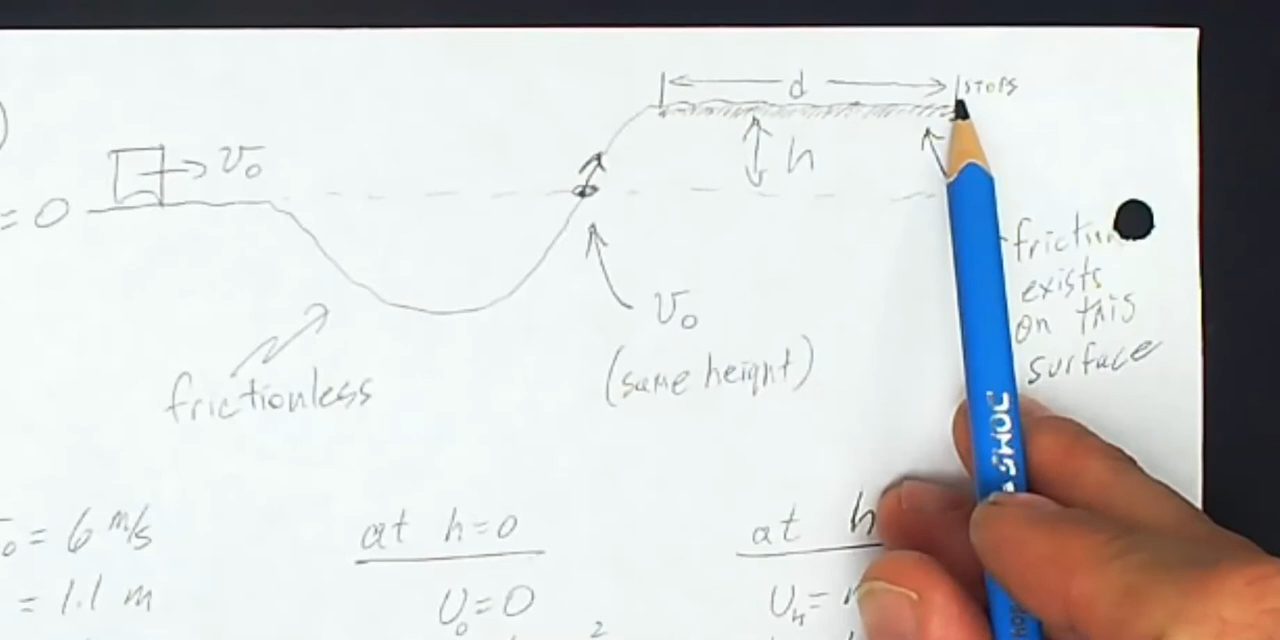 d
STOPS
v₀
h
= 0
friction
exists
on this
surface
v₀
(same height)
frictionless
= 6 m/s
at h=0
at h
= 1.1 m
U₀=0
Uₕ=
2